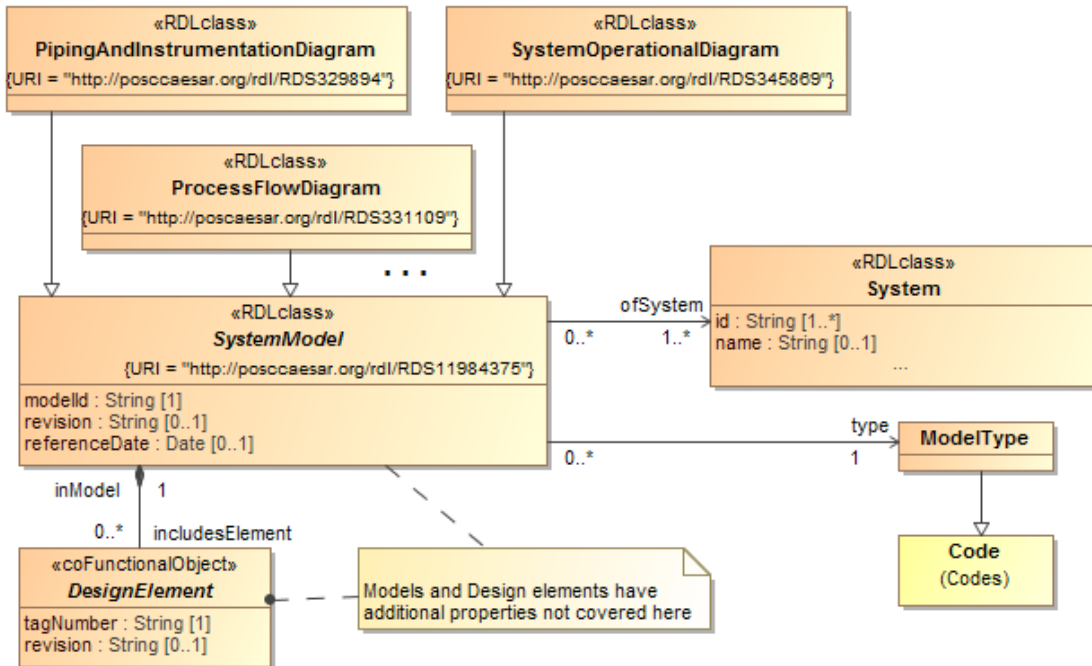 «RDLclass»
PipingAndInstrumentationDiagram
{URI = "http://posccaesar.org/rdl/RDS329894"}
«RDLclass»
SystemOperationalDiagram
{URI = "http://posccaesar.org/rdl/RDS345869"}
«RDLclass»
ProcessFlowDiagram
{URI = "http://poscaesar.org/rdl/RDS331109"}
...
«RDLclass»
SystemModel
{URI = "http://posccaesar.org/rdl/RDS11984375"}
modelId : String [1]
revision : String [0..1]
referenceDate : Date [0..1]
ofSystem
0..*
1..*
«RDLclass»
System
id : String [1..*]
name : String [0..1]
...
type
0..*
1
ModelType
Code
(Codes)
inModel
1
0..*
includesElement
«coFunctionalObject»
DesignElement
tagNumber : String [1]
revision : String [0..1]
Models and Design elements have
additional properties not covered here